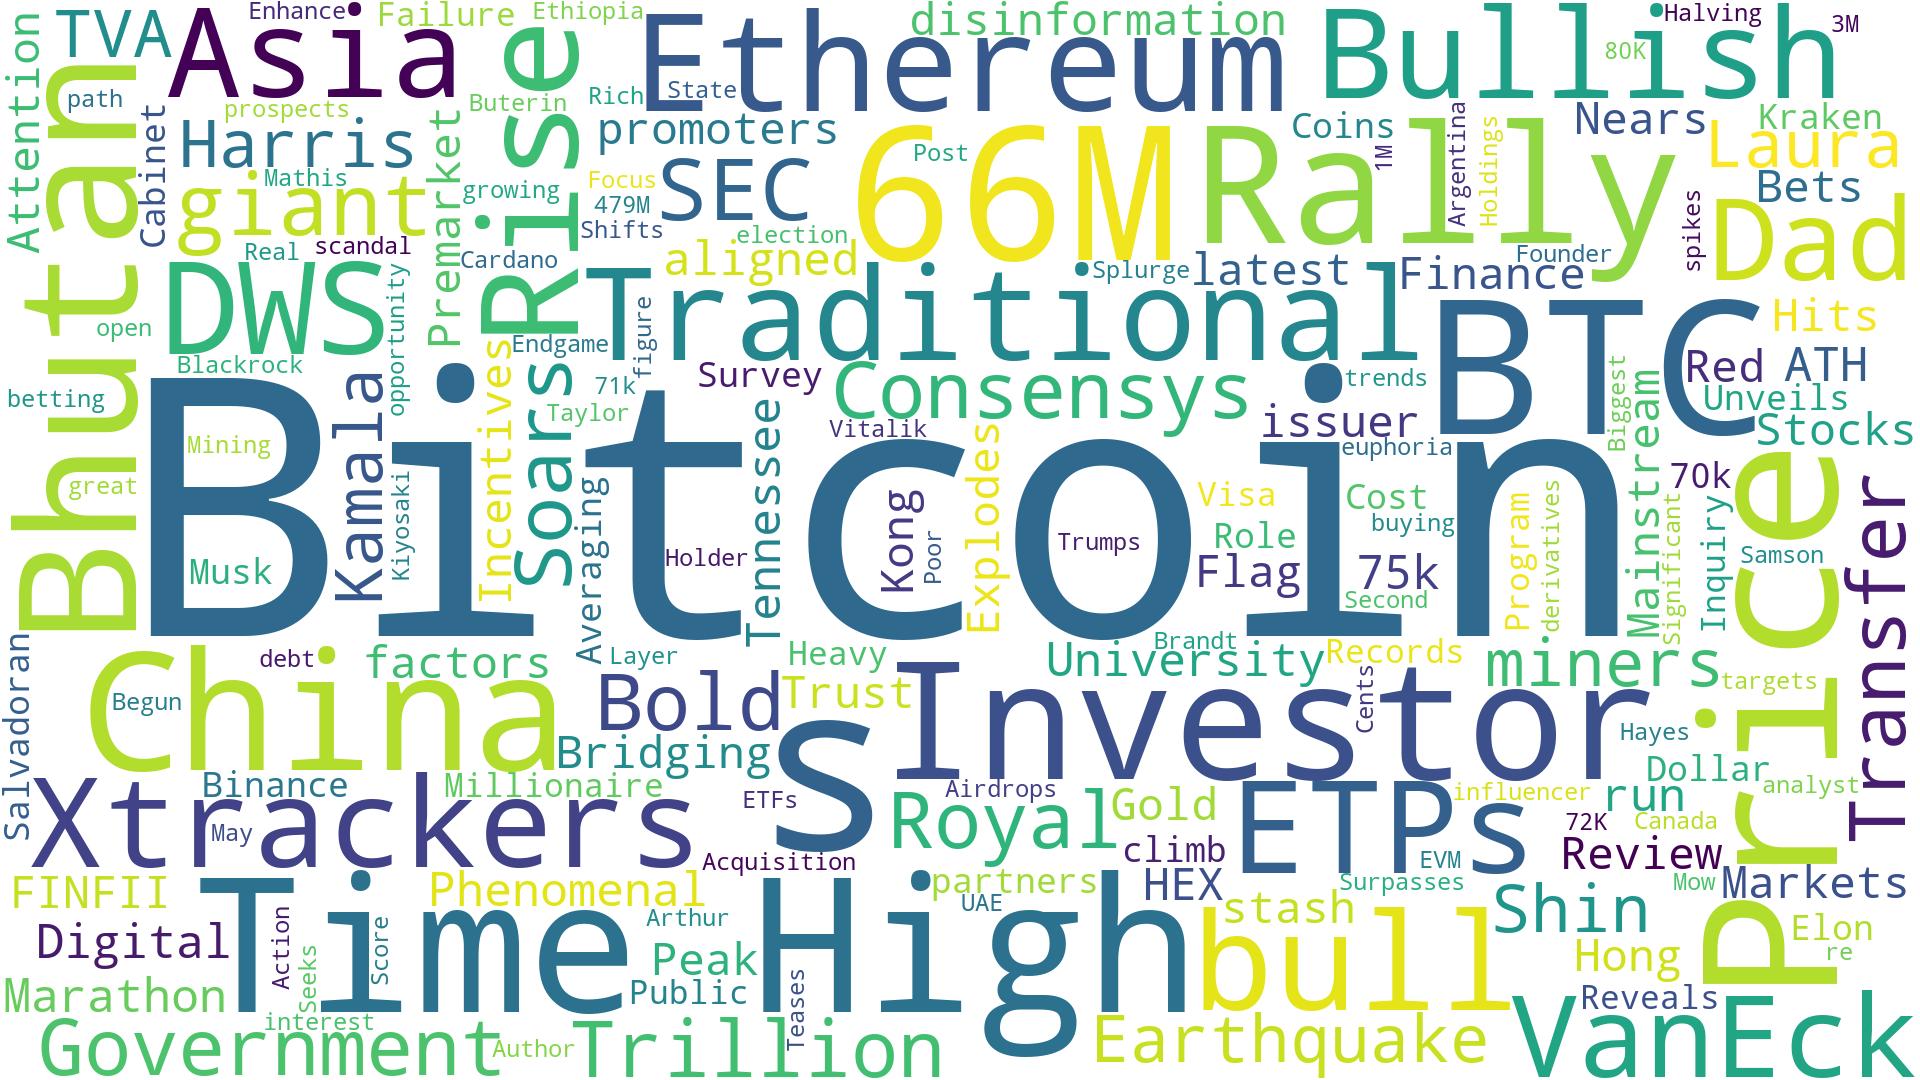 TVA
Asia
Enhance
Failure
Ethiopia
disinformation
Ethereum
Bullish
Halving
3M
80K
Attention
Bhutan
path
prospects
Cabinet
Harris
Mathis
giant
Premarket
Buterin
Rise
Rich
State
promoters
SEC
Post
66M
Rally
Coins
1M
Argentina
Holdings
Nears
Kraken
Laura
Bets
Dad
growing
Focus
479M
Shifts
election
aligned
Real
scandal
DWS
opportunity
Cardano
Traditional
Splurge
latest
Finance
Founder
spikes
Hits
open
Blackrock
Endgame
figure
71k
Taylor
Survey
Consensys
trends
issuer
BTC
Red
ATH
Unveils
Stocks
Biggest
Mainstream
betting
Bitcoin
Mining
great
Musk
Kamala
Kiyosaki
Incentives
Soars
Averaging
Holder
Tennessee
Vitalik
Kong
Poor
Explodes
Trumps
Visa
Role
Flag
euphoria
Cost
buying
75k
Second
Program
derivatives
70k
Significant
Inquiry
Samson
Price
Transfer
Salvadoran
debt
factors
China
Begun
Layer
Heavy
Bold
Trust
Bridging
s
University
Brandt
Records
miners
targets
Investor
Cents
Hayes
Dollar
analyst
Xtrackers
Binance
Millionaire
May
ETFs
Acquisition
Airdrops
Royal
Gold
climb
ETPs
influencer
run
72K
Canada
Review
EVM
Surpasses
Mow
Markets
FINFII
Phenomenal
Time
High
partners
UAE
HEX
stash
bull
Shin
Elon
re
Digital
Action
Seeks
Score
Arthur
Peak
Public
Teases
Hong
Reveals
Marathon
interest
Government
Author
Trillion
Earthquake
VanEck